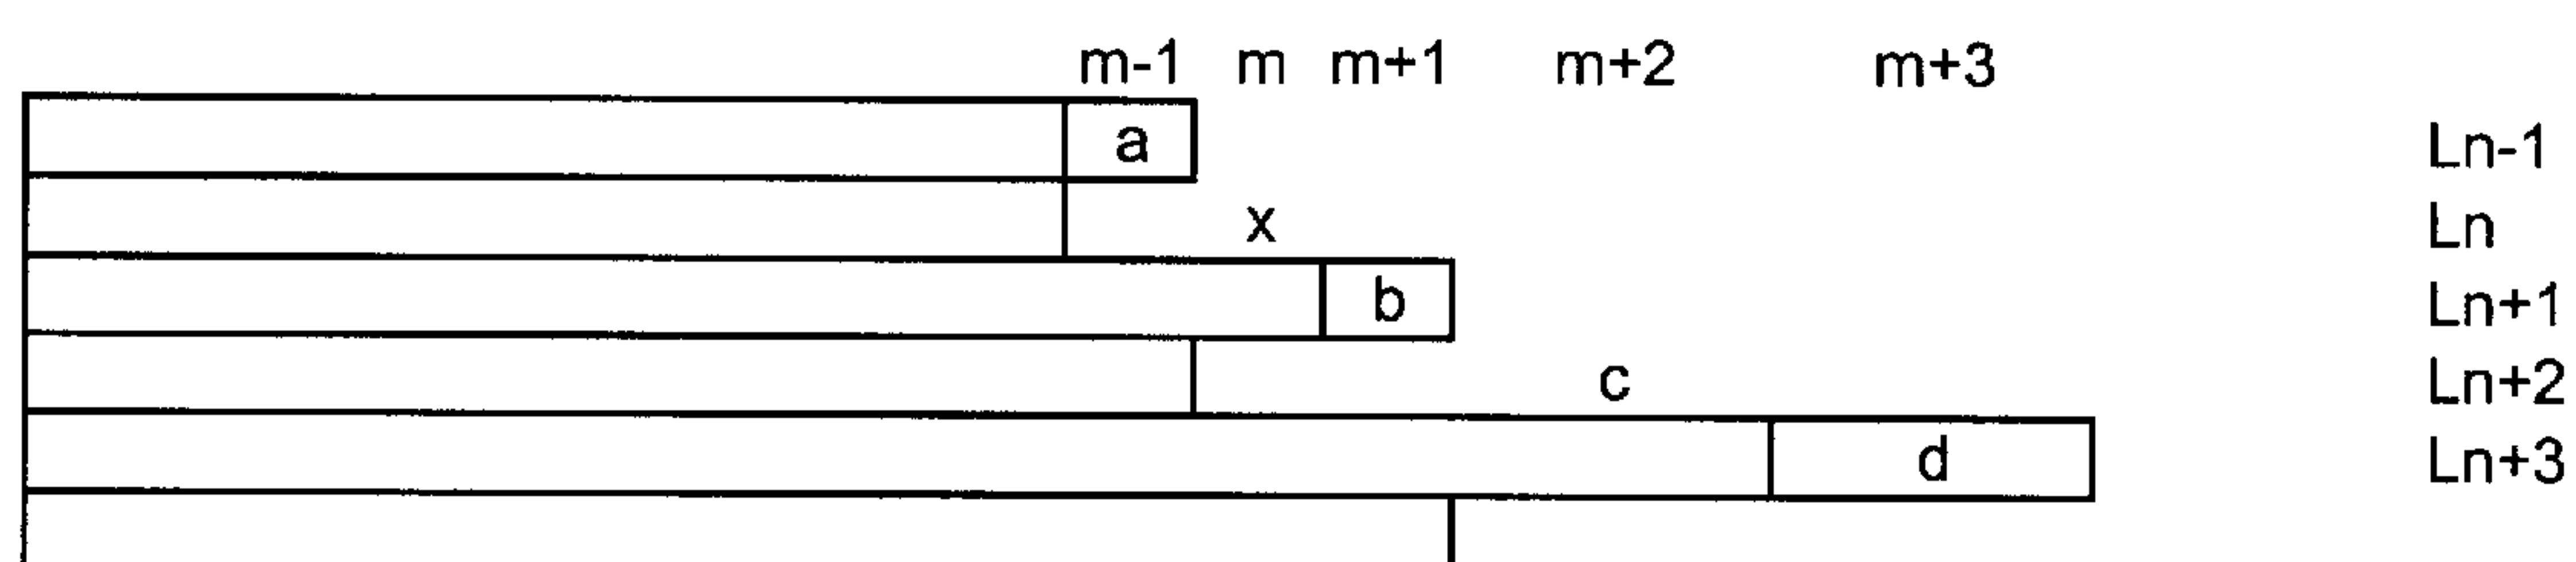 m-1 m m+1 m+2 m+3
a Ln-1
x Ln
b Ln+1
c Ln+2
d Ln+3